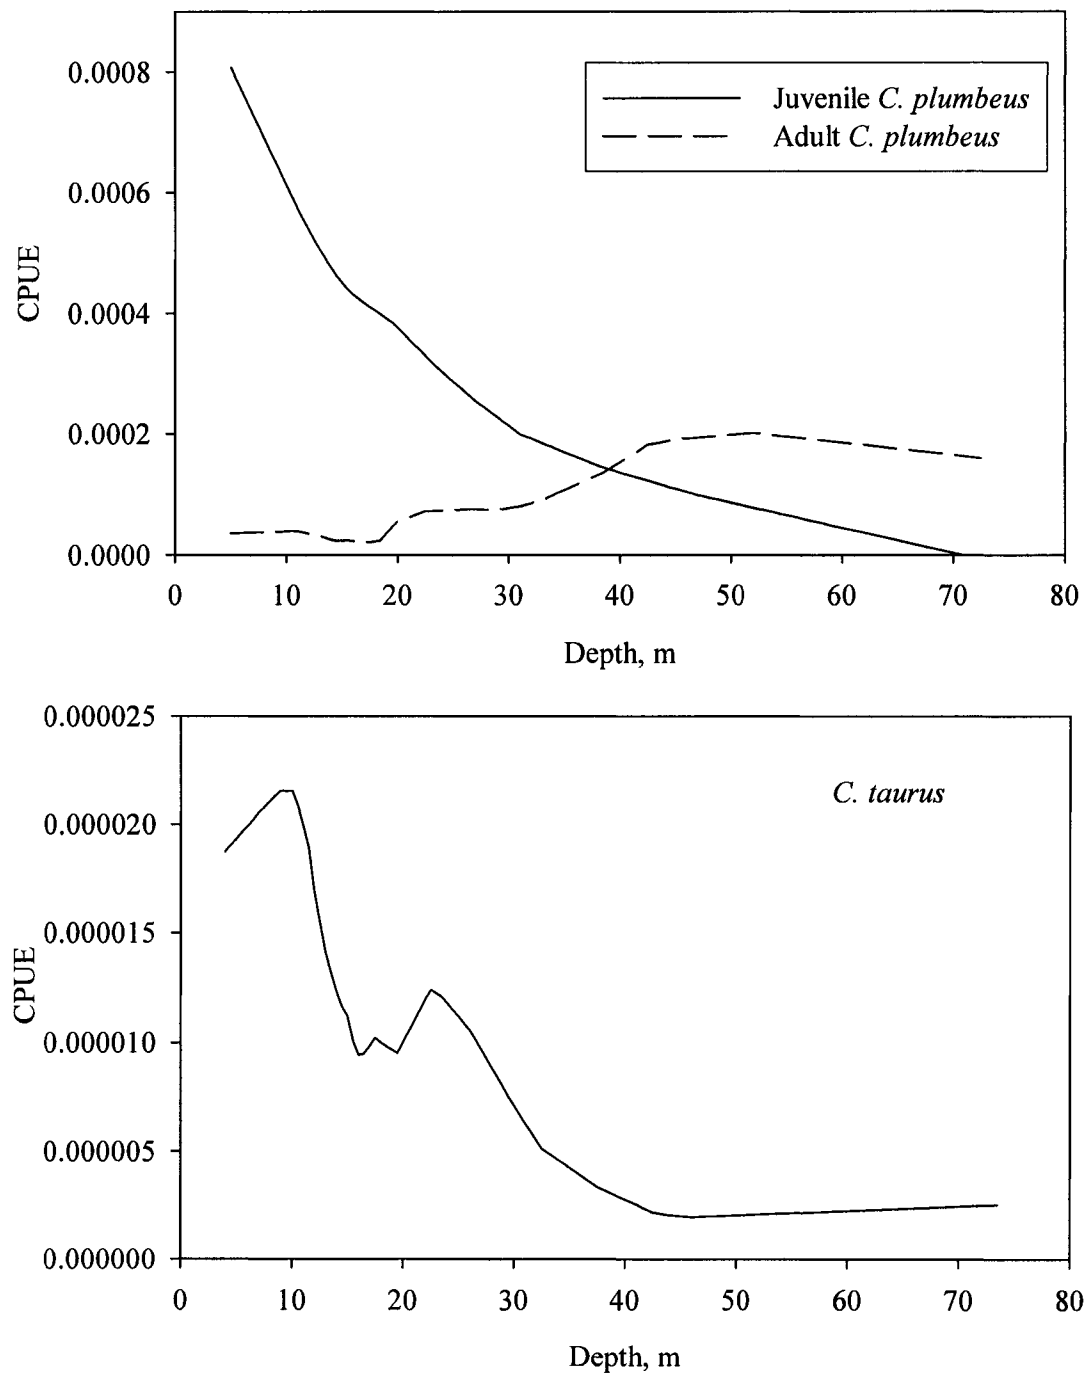 0.0008
0.0006
0.0004
0.0002
0.0000
CPUE
Juvenile C. plumbeus
Adult C. plumbeus
0 10 20 30 40 50 60 70 80
Depth, m
0.000025
0.000020
0.000015
0.000010
0.000005
0.000000
CPUE
C. taurus
0 10 20 30 40 50 60 70 80
Depth, m